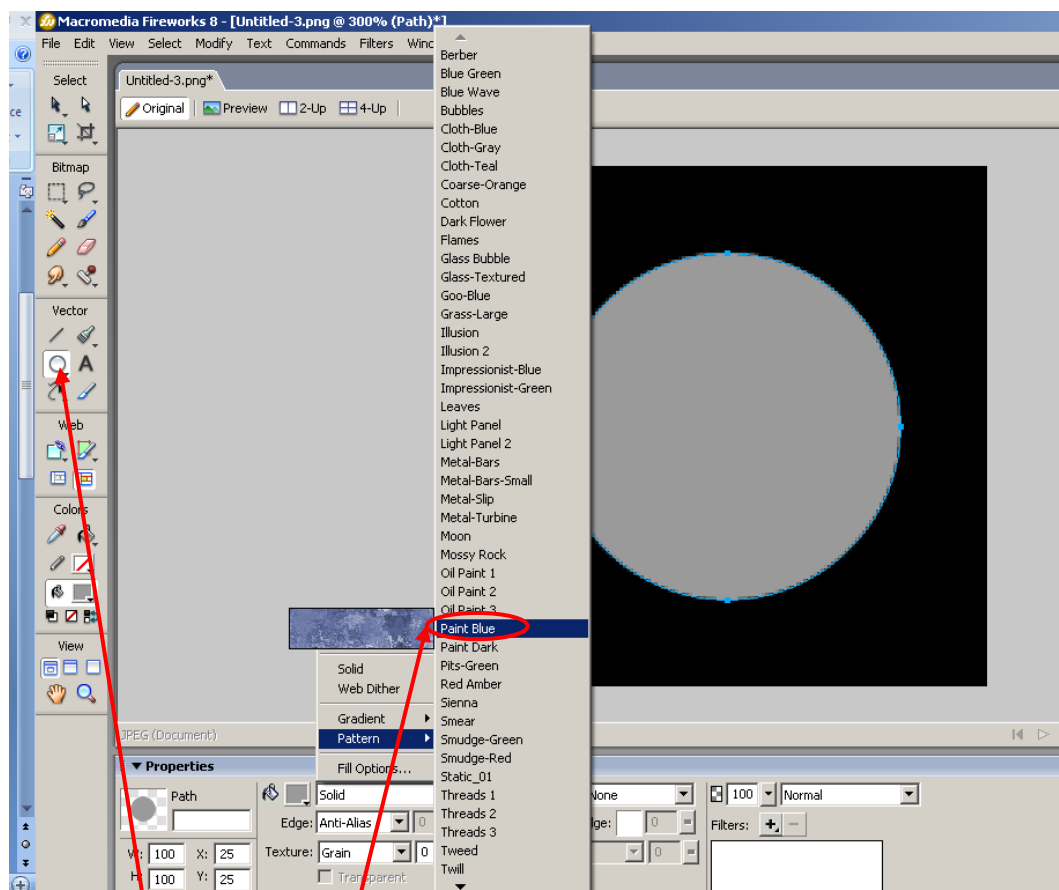 Macromedia Fireworks 8 - [Untitled-3.png @ 300% (Path)*]
File Edit View Select Modify Text Commands Filters Winc
Select
Untitled-3.png*
Original Preview 2-Up 4-Up
Bitmap
Vector
Web
Colors
View
Berber
Blue Green
Blue Wave
Bubbles
Cloth-Blue
Cloth-Gray
Cloth-Teal
Coarse-Orange
Cotton
Dark Flower
Flames
Glass Bubble
Glass-Textured
Goo-Blue
Grass-Large
Illusion
Illusion 2
Impressionist-Blue
Impressionist-Green
Leaves
Light Panel
Light Panel 2
Metal-Bars
Metal-Bars-Small
Metal-Slip
Metal-Turbine
Moon
Mossy Rock
Oil Paint 1
Oil Paint 2
Oil Paint 3
Paint Blue
Paint Dark
Pits-Green
Red Amber
Sienna
Smear
Smudge-Green
Smudge-Red
Static_01
Threads 1
Threads 2
Threads 3
Tweed
Twill
Solid
Web Dither
Gradient
Pattern
Fill Options...
JPEG (Document)
Properties
Path Solid None 100 Normal
Edge: Anti-Alias 0 lge: 0 Filters:
W: 100 X: 25 Texture: Grain 0 0
H: 100 Y: 25 Transparent
ce